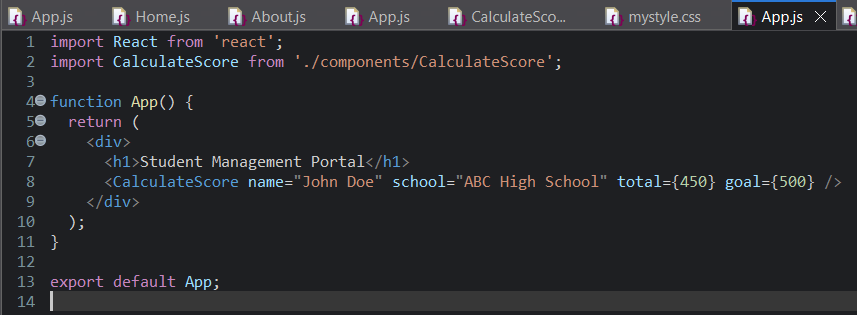 App.js Home.js About.js App.js CalculateSco... mystyle.css App.js
1 import React from 'react';
2 import CalculateScore from './components/CalculateScore';
3
4 function App() {
5 return (
6 <div>
7 <h1>Student Management Portal</h1>
8 <CalculateScore name="John Doe" school="ABC High School" total={450} goal={500} />
9 </div>
10 );
11 }
12
13 export default App;
14